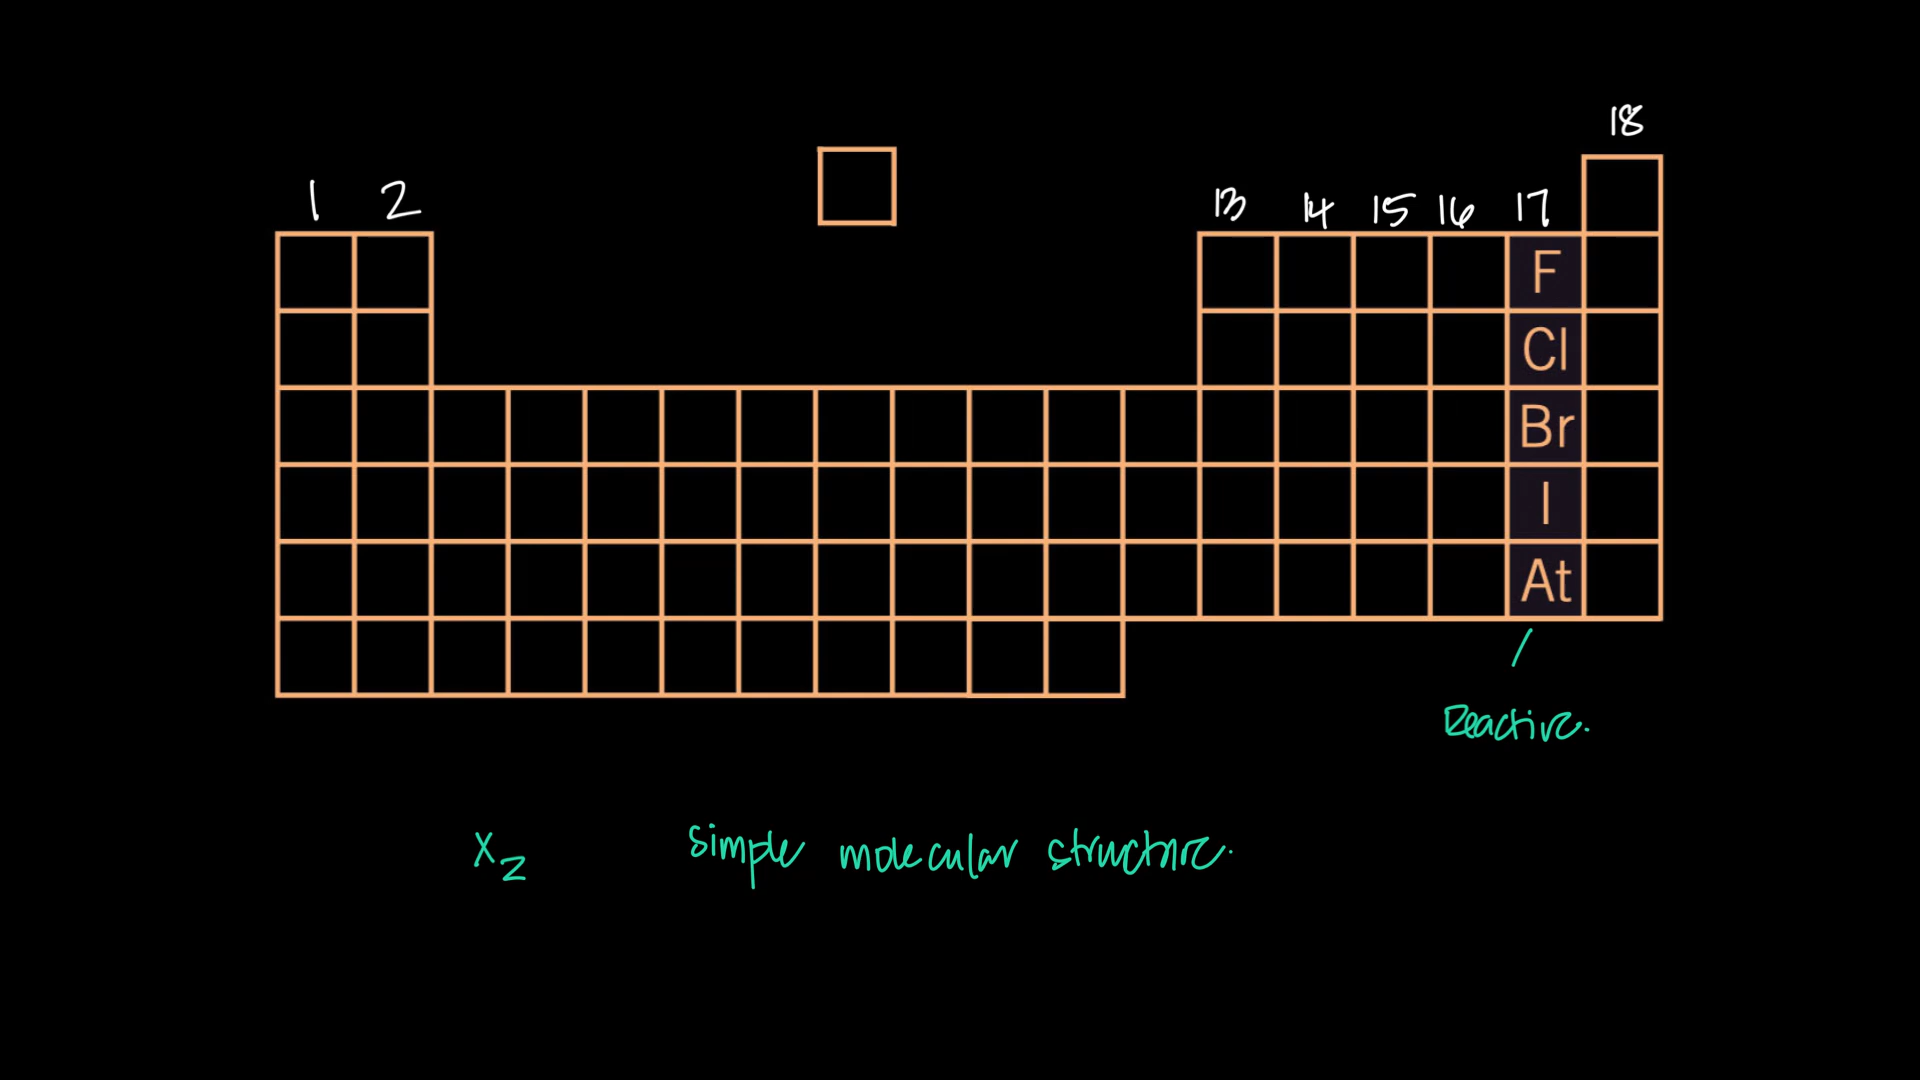 18
1 2 13 14 15 16 17
F
Cl
Br
I
At
Reactive.
X2 simple molecular structure.